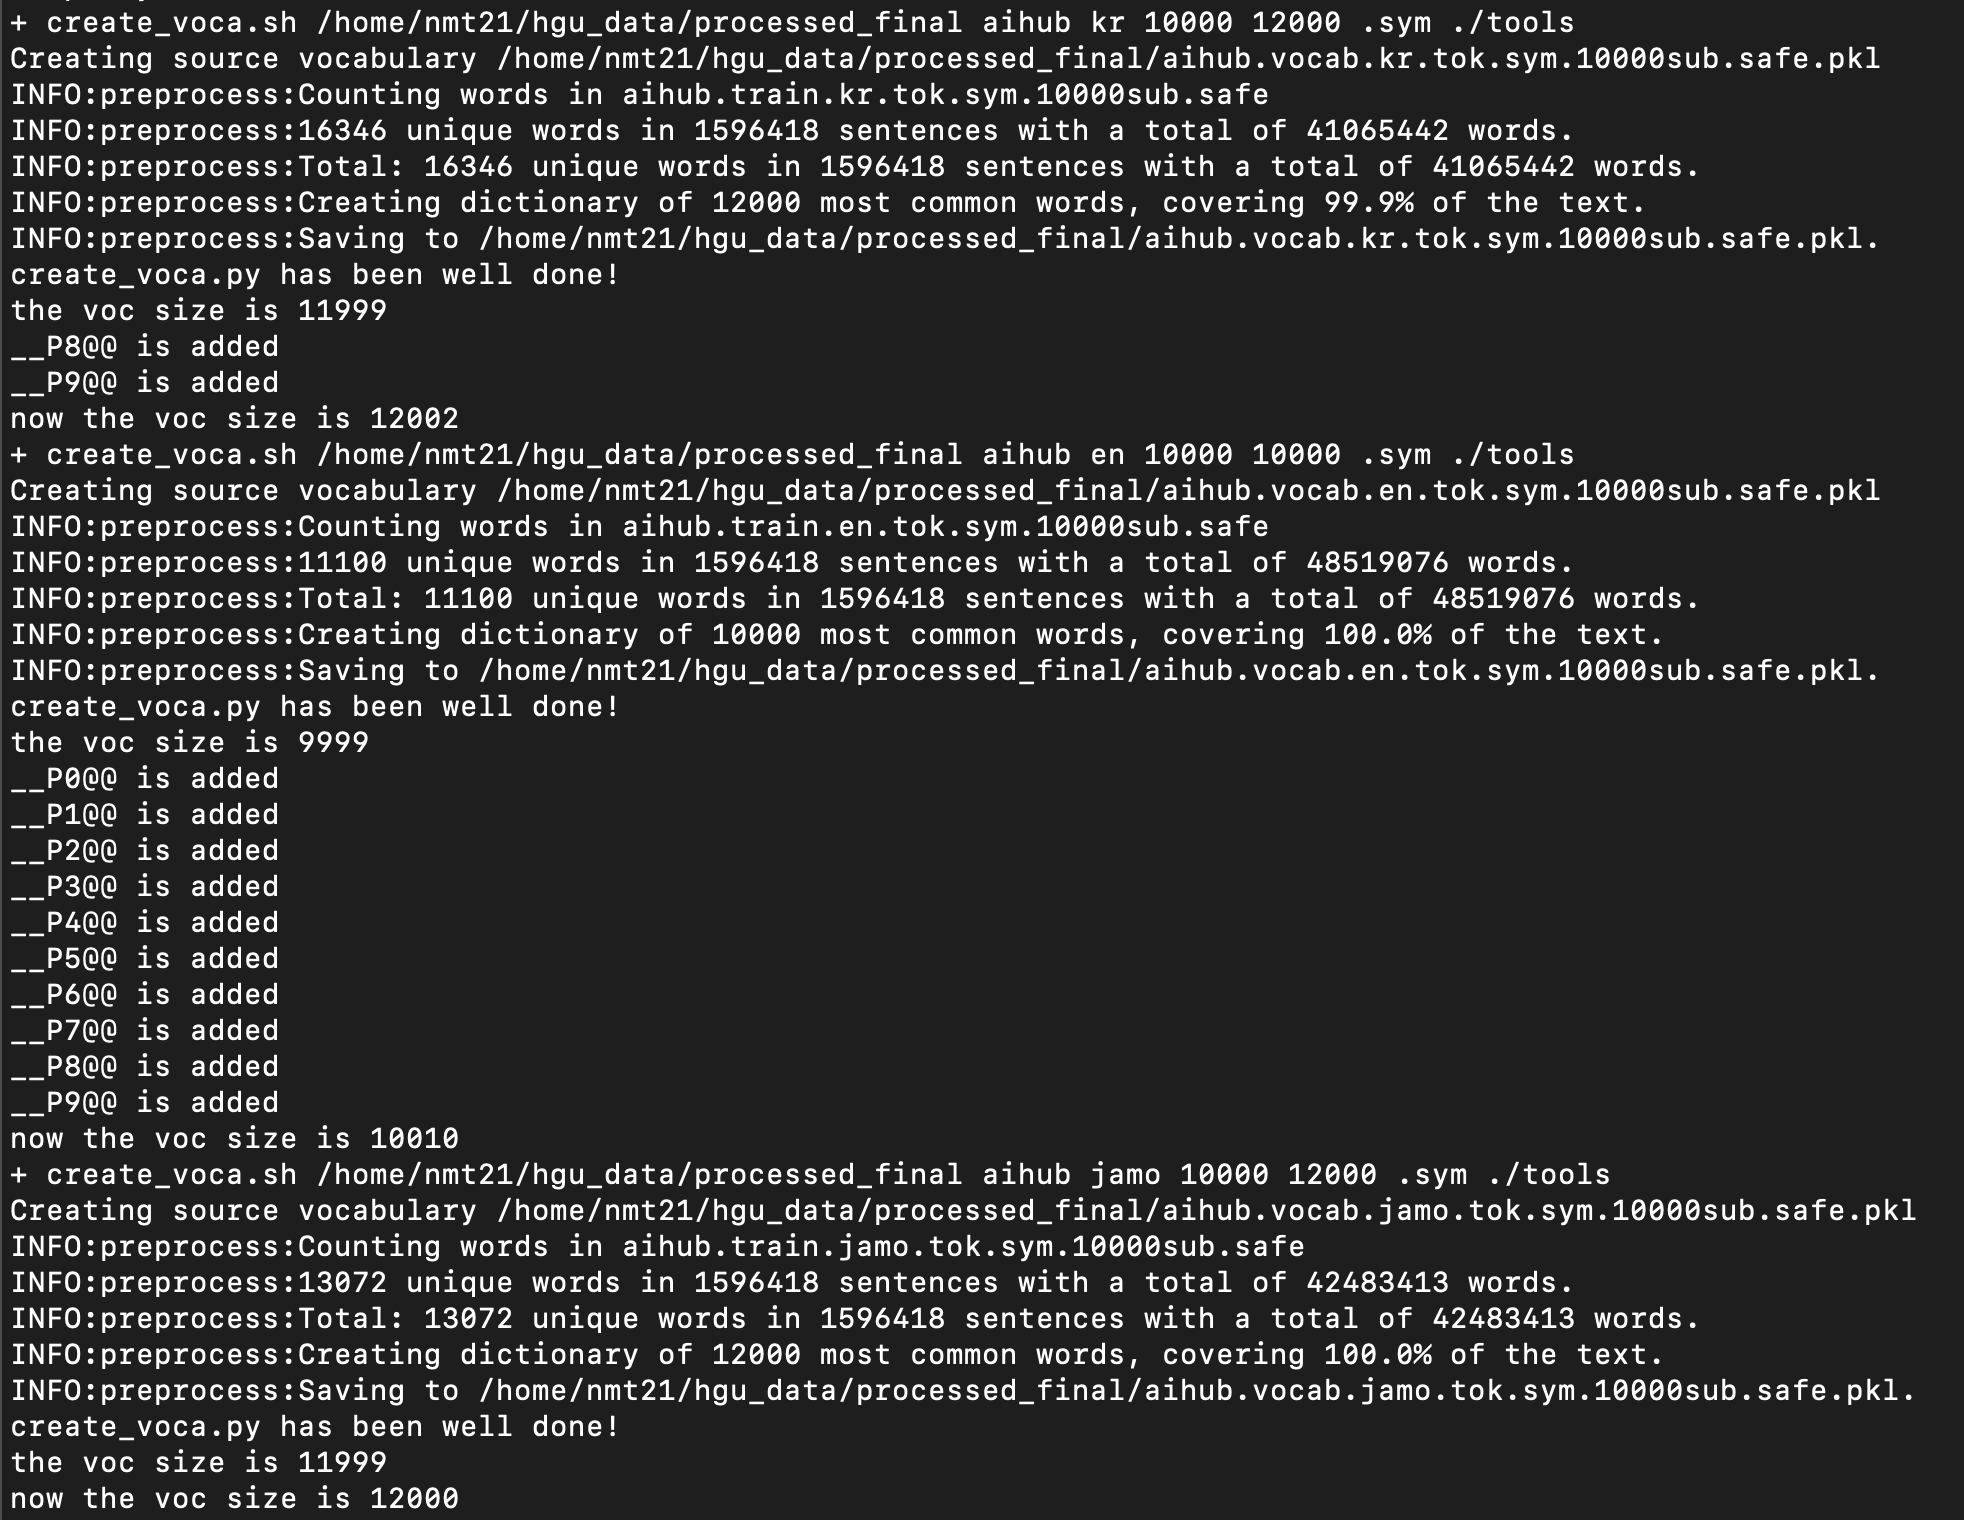 + create_voca.sh /home/nmt21/hgu_data/processed_final aihub kr 10000 12000 .sym ./tools
Creating source vocabulary /home/nmt21/hgu_data/processed_final/aihub.vocab.kr.tok.sym.10000sub.safe.pkl
INFO:preprocess:Counting words in aihub.train.kr.tok.sym.10000sub.safe
INFO:preprocess:16346 unique words in 1596418 sentences with a total of 41065442 words.
INFO:preprocess:Total: 16346 unique words in 1596418 sentences with a total of 41065442 words.
INFO:preprocess:Creating dictionary of 12000 most common words, covering 99.9% of the text.
INFO:preprocess:Saving to /home/nmt21/hgu_data/processed_final/aihub.vocab.kr.tok.sym.10000sub.safe.pkl.
create_voca.py has been well done!
the voc size is 11999
__P8@@ is added
__P9@@ is added
now the voc size is 12002
+ create_voca.sh /home/nmt21/hgu_data/processed_final aihub en 10000 10000 .sym ./tools
Creating source vocabulary /home/nmt21/hgu_data/processed_final/aihub.vocab.en.tok.sym.10000sub.safe.pkl
INFO:preprocess:Counting words in aihub.train.en.tok.sym.10000sub.safe
INFO:preprocess:11100 unique words in 1596418 sentences with a total of 48519076 words.
INFO:preprocess:Total: 11100 unique words in 1596418 sentences with a total of 48519076 words.
INFO:preprocess:Creating dictionary of 10000 most common words, covering 100.0% of the text.
INFO:preprocess:Saving to /home/nmt21/hgu_data/processed_final/aihub.vocab.en.tok.sym.10000sub.safe.pkl.
create_voca.py has been well done!
the voc size is 9999
__P0@@ is added
__P1@@ is added
__P2@@ is added
__P3@@ is added
__P4@@ is added
__P5@@ is added
__P6@@ is added
__P7@@ is added
__P8@@ is added
__P9@@ is added
now the voc size is 10010
+ create_voca.sh /home/nmt21/hgu_data/processed_final aihub jamo 10000 12000 .sym ./tools
Creating source vocabulary /home/nmt21/hgu_data/processed_final/aihub.vocab.jamo.tok.sym.10000sub.safe.pkl
INFO:preprocess:Counting words in aihub.train.jamo.tok.sym.10000sub.safe
INFO:preprocess:13072 unique words in 1596418 sentences with a total of 42483413 words.
INFO:preprocess:Total: 13072 unique words in 1596418 sentences with a total of 42483413 words.
INFO:preprocess:Creating dictionary of 12000 most common words, covering 100.0% of the text.
INFO:preprocess:Saving to /home/nmt21/hgu_data/processed_final/aihub.vocab.jamo.tok.sym.10000sub.safe.pkl.
create_voca.py has been well done!
the voc size is 11999
now the voc size is 12000